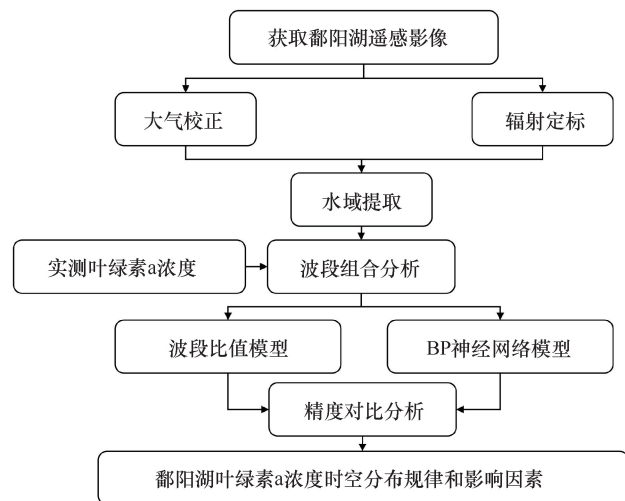 获取鄱阳湖遥感影像
大气校正
辐射定标
水域提取
实测叶绿素a浓度
波段组合分析
波段比值模型
BP神经网络模型
精度对比分析
鄱阳湖叶绿素a浓度时空分布规律和影响因素